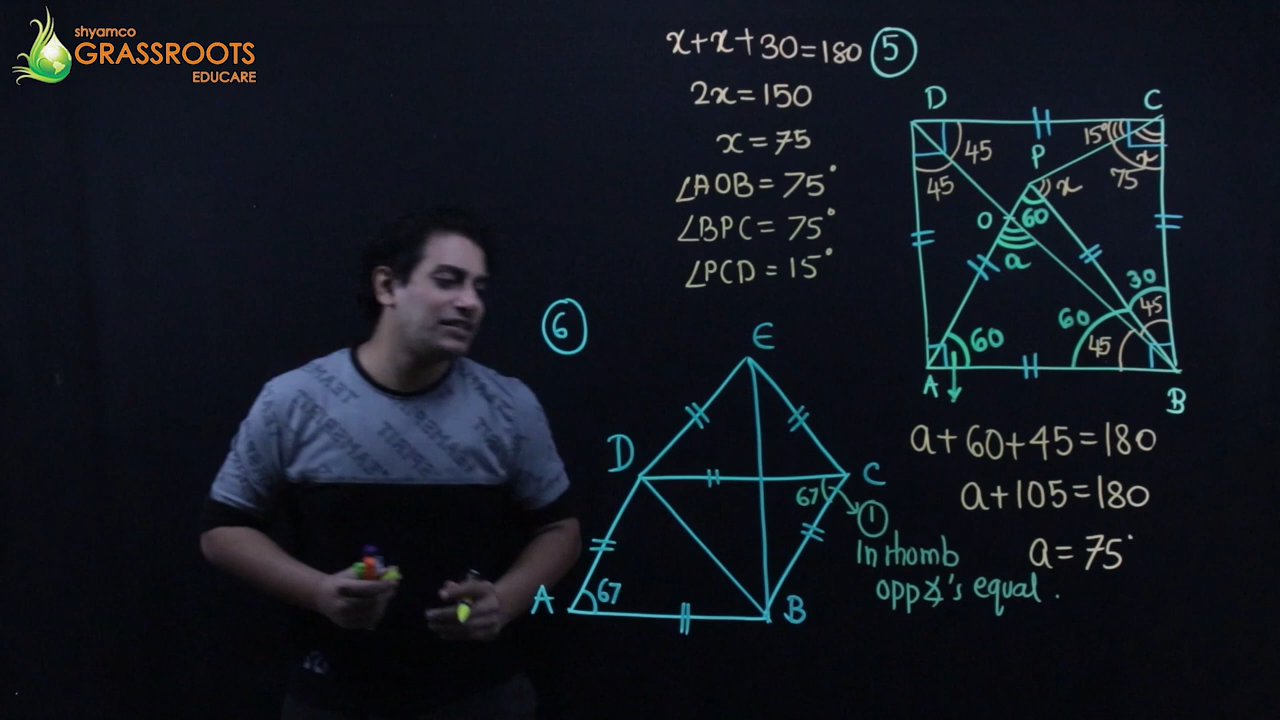 shyamco
GRASSROOTS
EDUCARE
x+x+30=180
2x=150
x=75
∠AOB=75°
∠BPC=75°
∠PCD=15°
5
D
C
P
15°
x
75
45
45
x
O
60
a
30
45
60
45
60
A
B
a+60+45=180
a+105=180
a=75°
6
E
D
C
67
1
In rhomb
opp ∡'s equal.
A
67
B